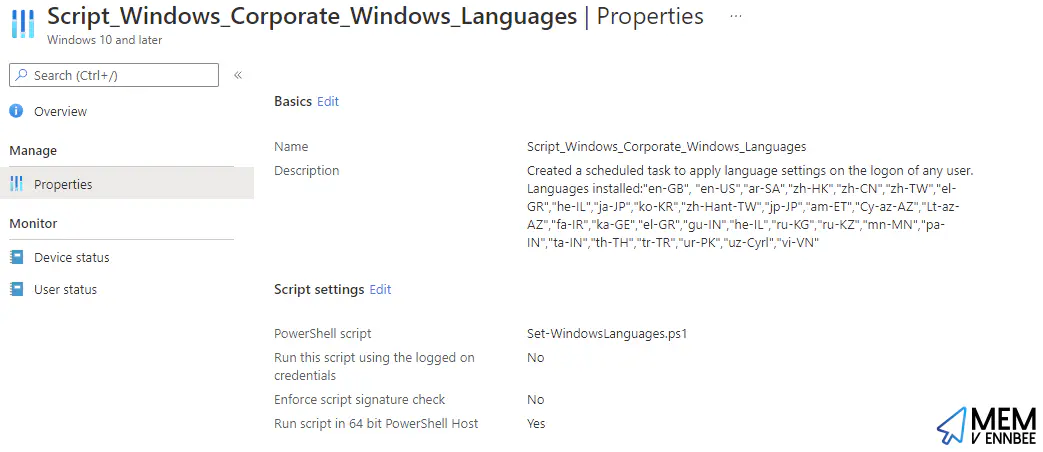 Script_Windows_Corporate_Windows_Languages | Properties ...
Windows 10 and later
Search (Ctrl+/) «
Overview
Manage
Properties
Monitor
Device status
User status
Basics Edit
Name Script_Windows_Corporate_Windows_Languages
Description Created a scheduled task to apply language settings on the logon of any user.
Languages installed:"en-GB", "en-US","ar-SA","zh-HK","zh-CN","zh-TW","el-
GR","he-IL","ja-JP","ko-KR","zh-Hant-TW","jp-JP","am-ET","Cy-az-AZ","Lt-az-
AZ","fa-IR","ka-GE","el-GR","gu-IN","he-IL","ru-KG","ru-KZ","mn-MN","pa-
IN","ta-IN","th-TH","tr-TR","ur-PK","uz-Cyrl","vi-VN"
Script settings Edit
PowerShell script Set-WindowsLanguages.ps1
Run this script using the logged on No
credentials
Enforce script signature check No
Run script in 64 bit PowerShell Host Yes
MEM
V ENNBEE